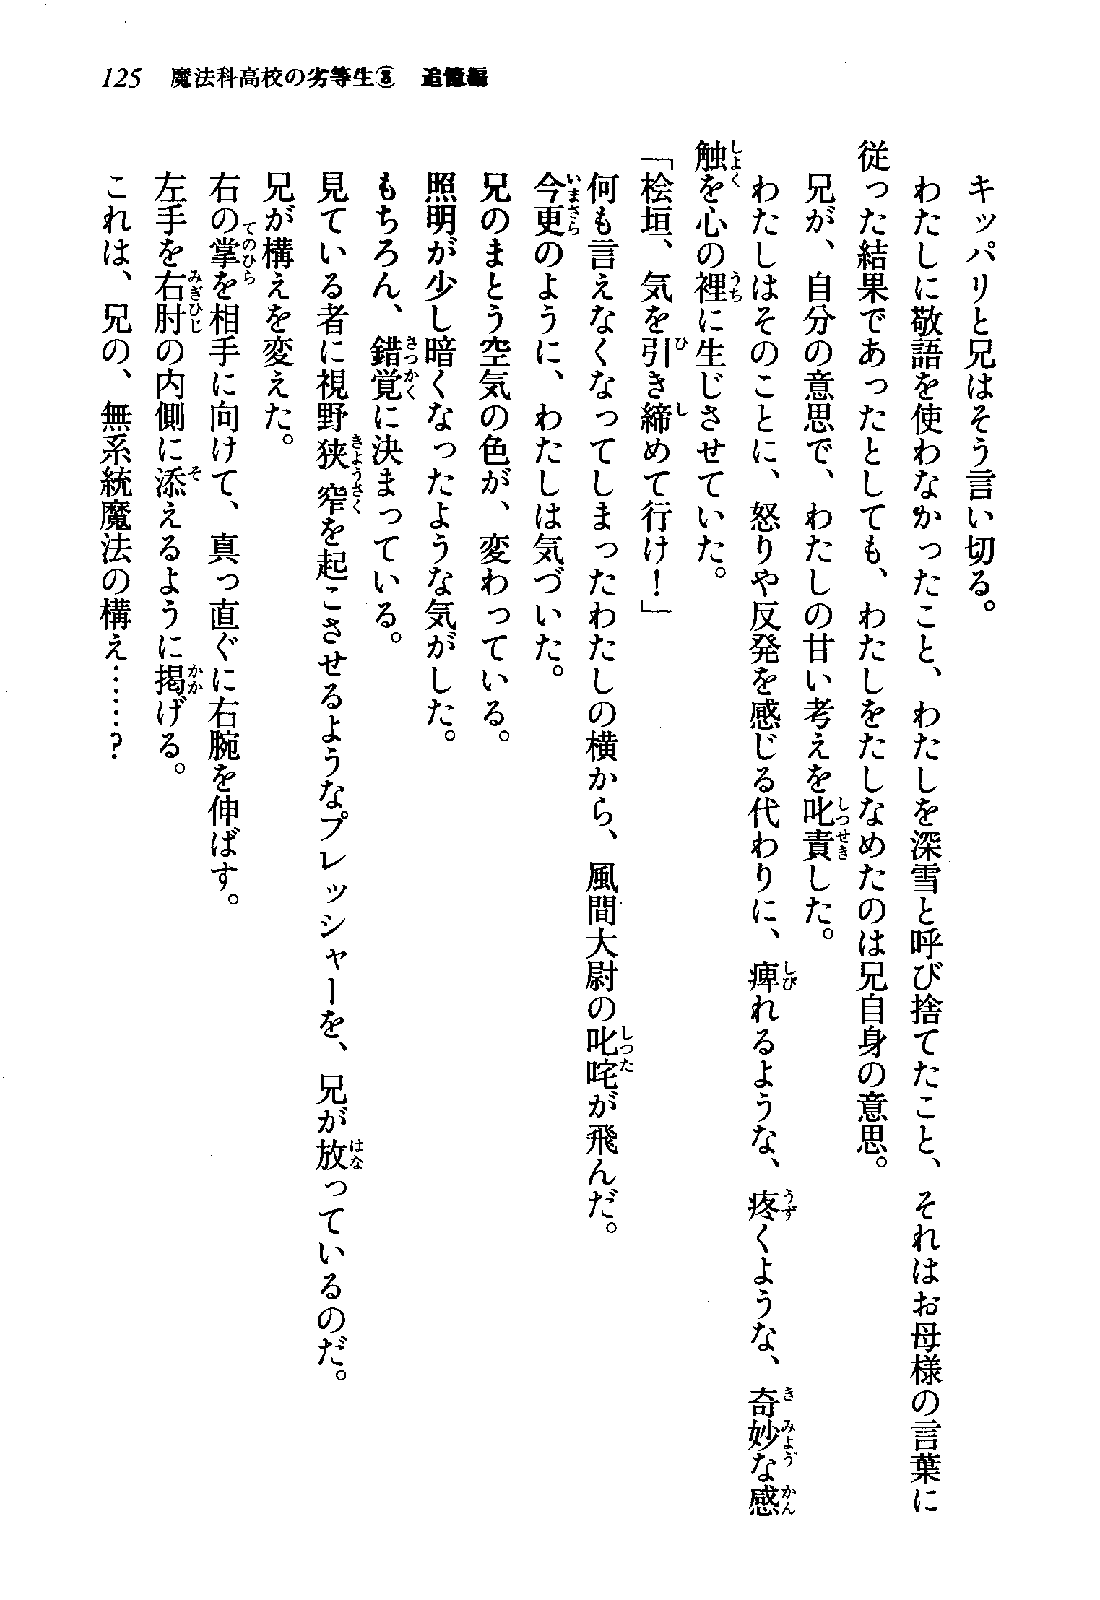 125 魔法科高校の劣等生⑧ 追憶編
キッパリと兄はそう言い切る。
わたしに敬語を使わなかったこと、わたしを深雪と呼び捨てたこと、それはお母様の言葉に
従った結果であったとしても、わたしをたしなめたのは兄自身の意思。
兄が、自分の意思で、わたしの甘い考えを叱責した。
わたしはそのことに、怒りや反発を感じる代わりに、痺れるような、疼くような、奇妙な感
触を心の裡に生じさせていた。
「桧垣、気を引き締めて行け！」
何も言えなくなってしまったわたしの横から、風間大尉の叱咤が飛んだ。
今更のように、わたしは気づいた。
兄のまとう空気の色が、変わっている。
照明が少し暗くなったような気がした。
もちろん、錯覚に決まっている。
見ている者に視野狭窄を起こさせるようなプレッシャーを、兄が放っているのだ。
兄が構えを変えた。
右の掌を相手に向けて、真っ直ぐに右腕を伸ばす。
左手を右肘の内側に添えるように掲げる。
これは、兄の、無系統魔法の構え……？